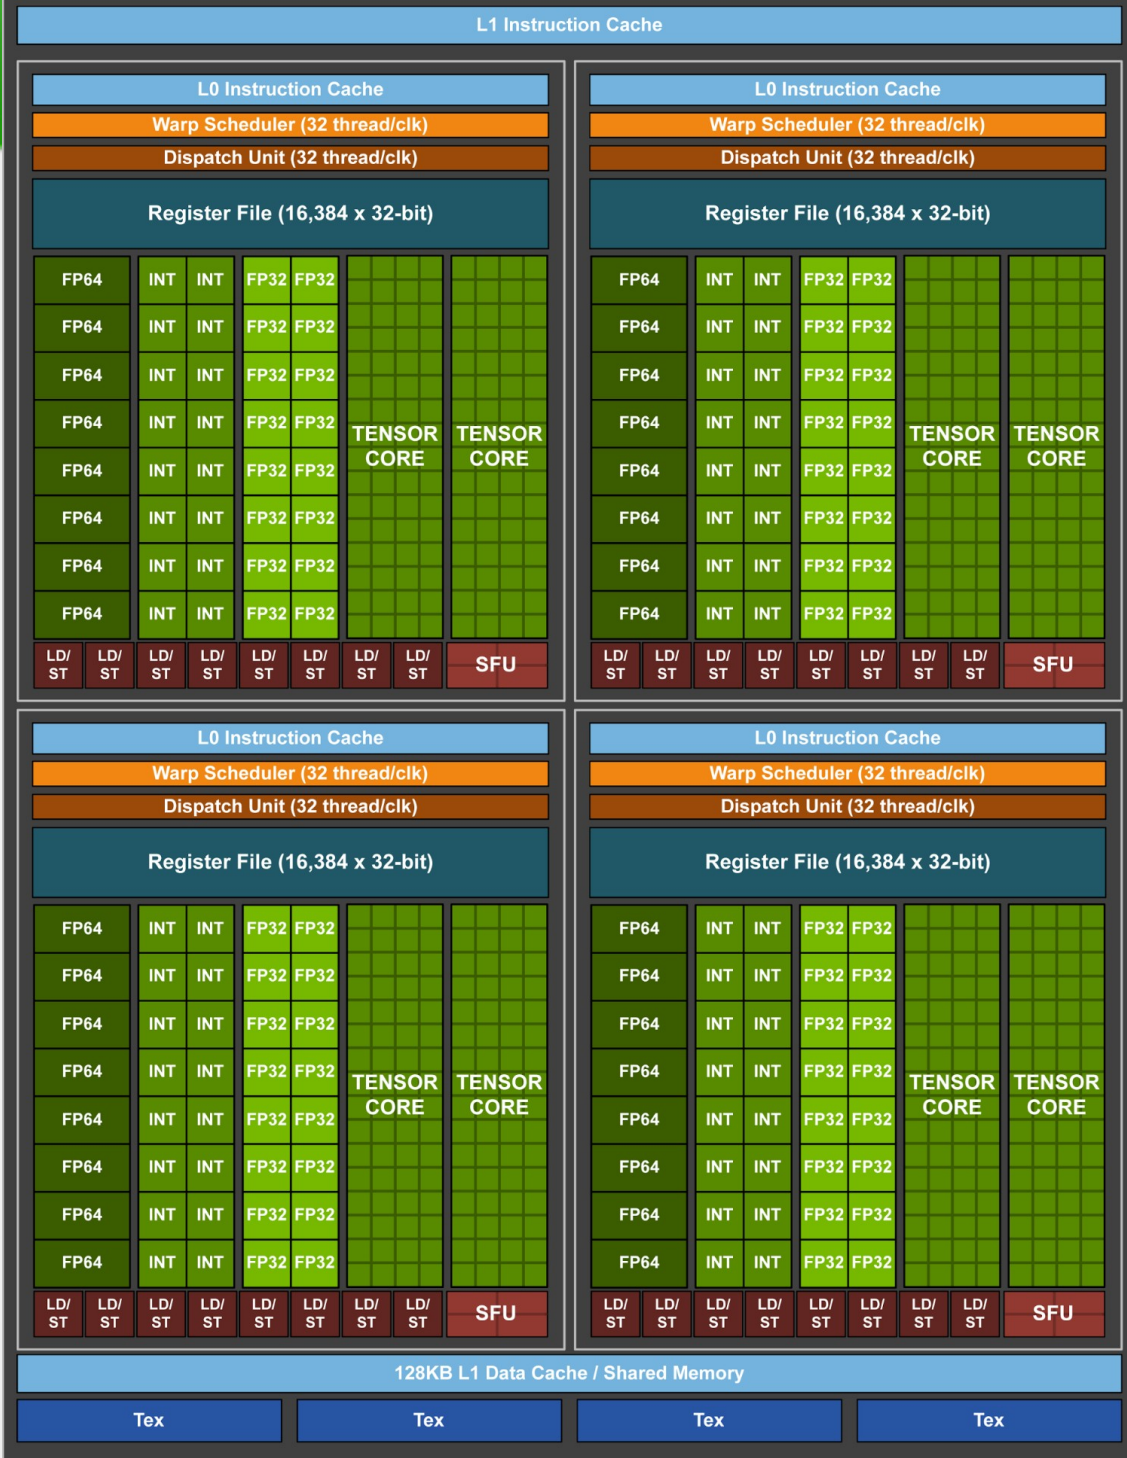 L1 Instruction Cache
L0 Instruction Cache
Warp Scheduler (32 thread/clk)
Dispatch Unit (32 thread/clk)
Register File (16,384 x 32-bit)
FP64 INT INT FP32 FP32
FP64 INT INT FP32 FP32
FP64 INT INT FP32 FP32
FP64 INT INT FP32 FP32
FP64 INT INT FP32 FP32
FP64 INT INT FP32 FP32
FP64 INT INT FP32 FP32
FP64 INT INT FP32 FP32
TENSOR TENSOR
CORE CORE
LD/ LD/ LD/ LD/ LD/ LD/ LD/ LD/
ST ST ST ST ST ST ST ST
SFU
L0 Instruction Cache
Warp Scheduler (32 thread/clk)
Dispatch Unit (32 thread/clk)
Register File (16,384 x 32-bit)
FP64 INT INT FP32 FP32
FP64 INT INT FP32 FP32
FP64 INT INT FP32 FP32
FP64 INT INT FP32 FP32
FP64 INT INT FP32 FP32
FP64 INT INT FP32 FP32
FP64 INT INT FP32 FP32
FP64 INT INT FP32 FP32
TENSOR TENSOR
CORE CORE
LD/ LD/ LD/ LD/ LD/ LD/ LD/ LD/
ST ST ST ST ST ST ST ST
SFU
L0 Instruction Cache
Warp Scheduler (32 thread/clk)
Dispatch Unit (32 thread/clk)
Register File (16,384 x 32-bit)
FP64 INT INT FP32 FP32
FP64 INT INT FP32 FP32
FP64 INT INT FP32 FP32
FP64 INT INT FP32 FP32
FP64 INT INT FP32 FP32
FP64 INT INT FP32 FP32
FP64 INT INT FP32 FP32
FP64 INT INT FP32 FP32
TENSOR TENSOR
CORE CORE
LD/ LD/ LD/ LD/ LD/ LD/ LD/ LD/
ST ST ST ST ST ST ST ST
SFU
L0 Instruction Cache
Warp Scheduler (32 thread/clk)
Dispatch Unit (32 thread/clk)
Register File (16,384 x 32-bit)
FP64 INT INT FP32 FP32
FP64 INT INT FP32 FP32
FP64 INT INT FP32 FP32
FP64 INT INT FP32 FP32
FP64 INT INT FP32 FP32
FP64 INT INT FP32 FP32
FP64 INT INT FP32 FP32
FP64 INT INT FP32 FP32
TENSOR TENSOR
CORE CORE
LD/ LD/ LD/ LD/ LD/ LD/ LD/ LD/
ST ST ST ST ST ST ST ST
SFU
128KB L1 Data Cache / Shared Memory
Tex Tex Tex Tex